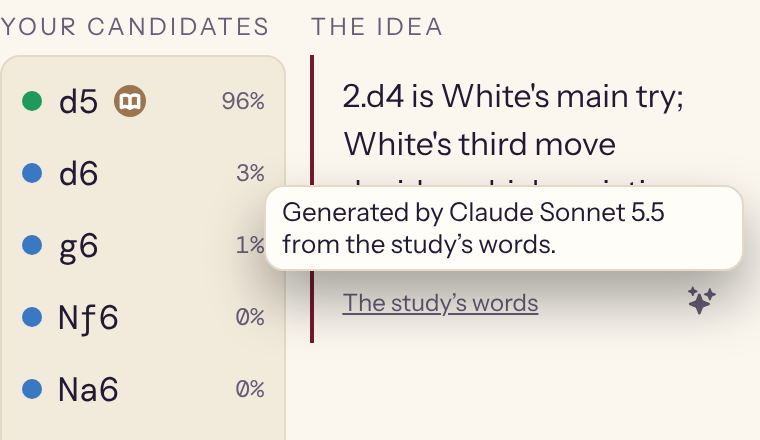 YOUR CANDIDATES
THE IDEA
d5
96%
d6
3%
g6
1%
Nf6
0%
Na6
0%
2.d4 is White's main try;
White's third move
Generated by Claude Sonnet 5.5
from the study’s words.
The study’s words